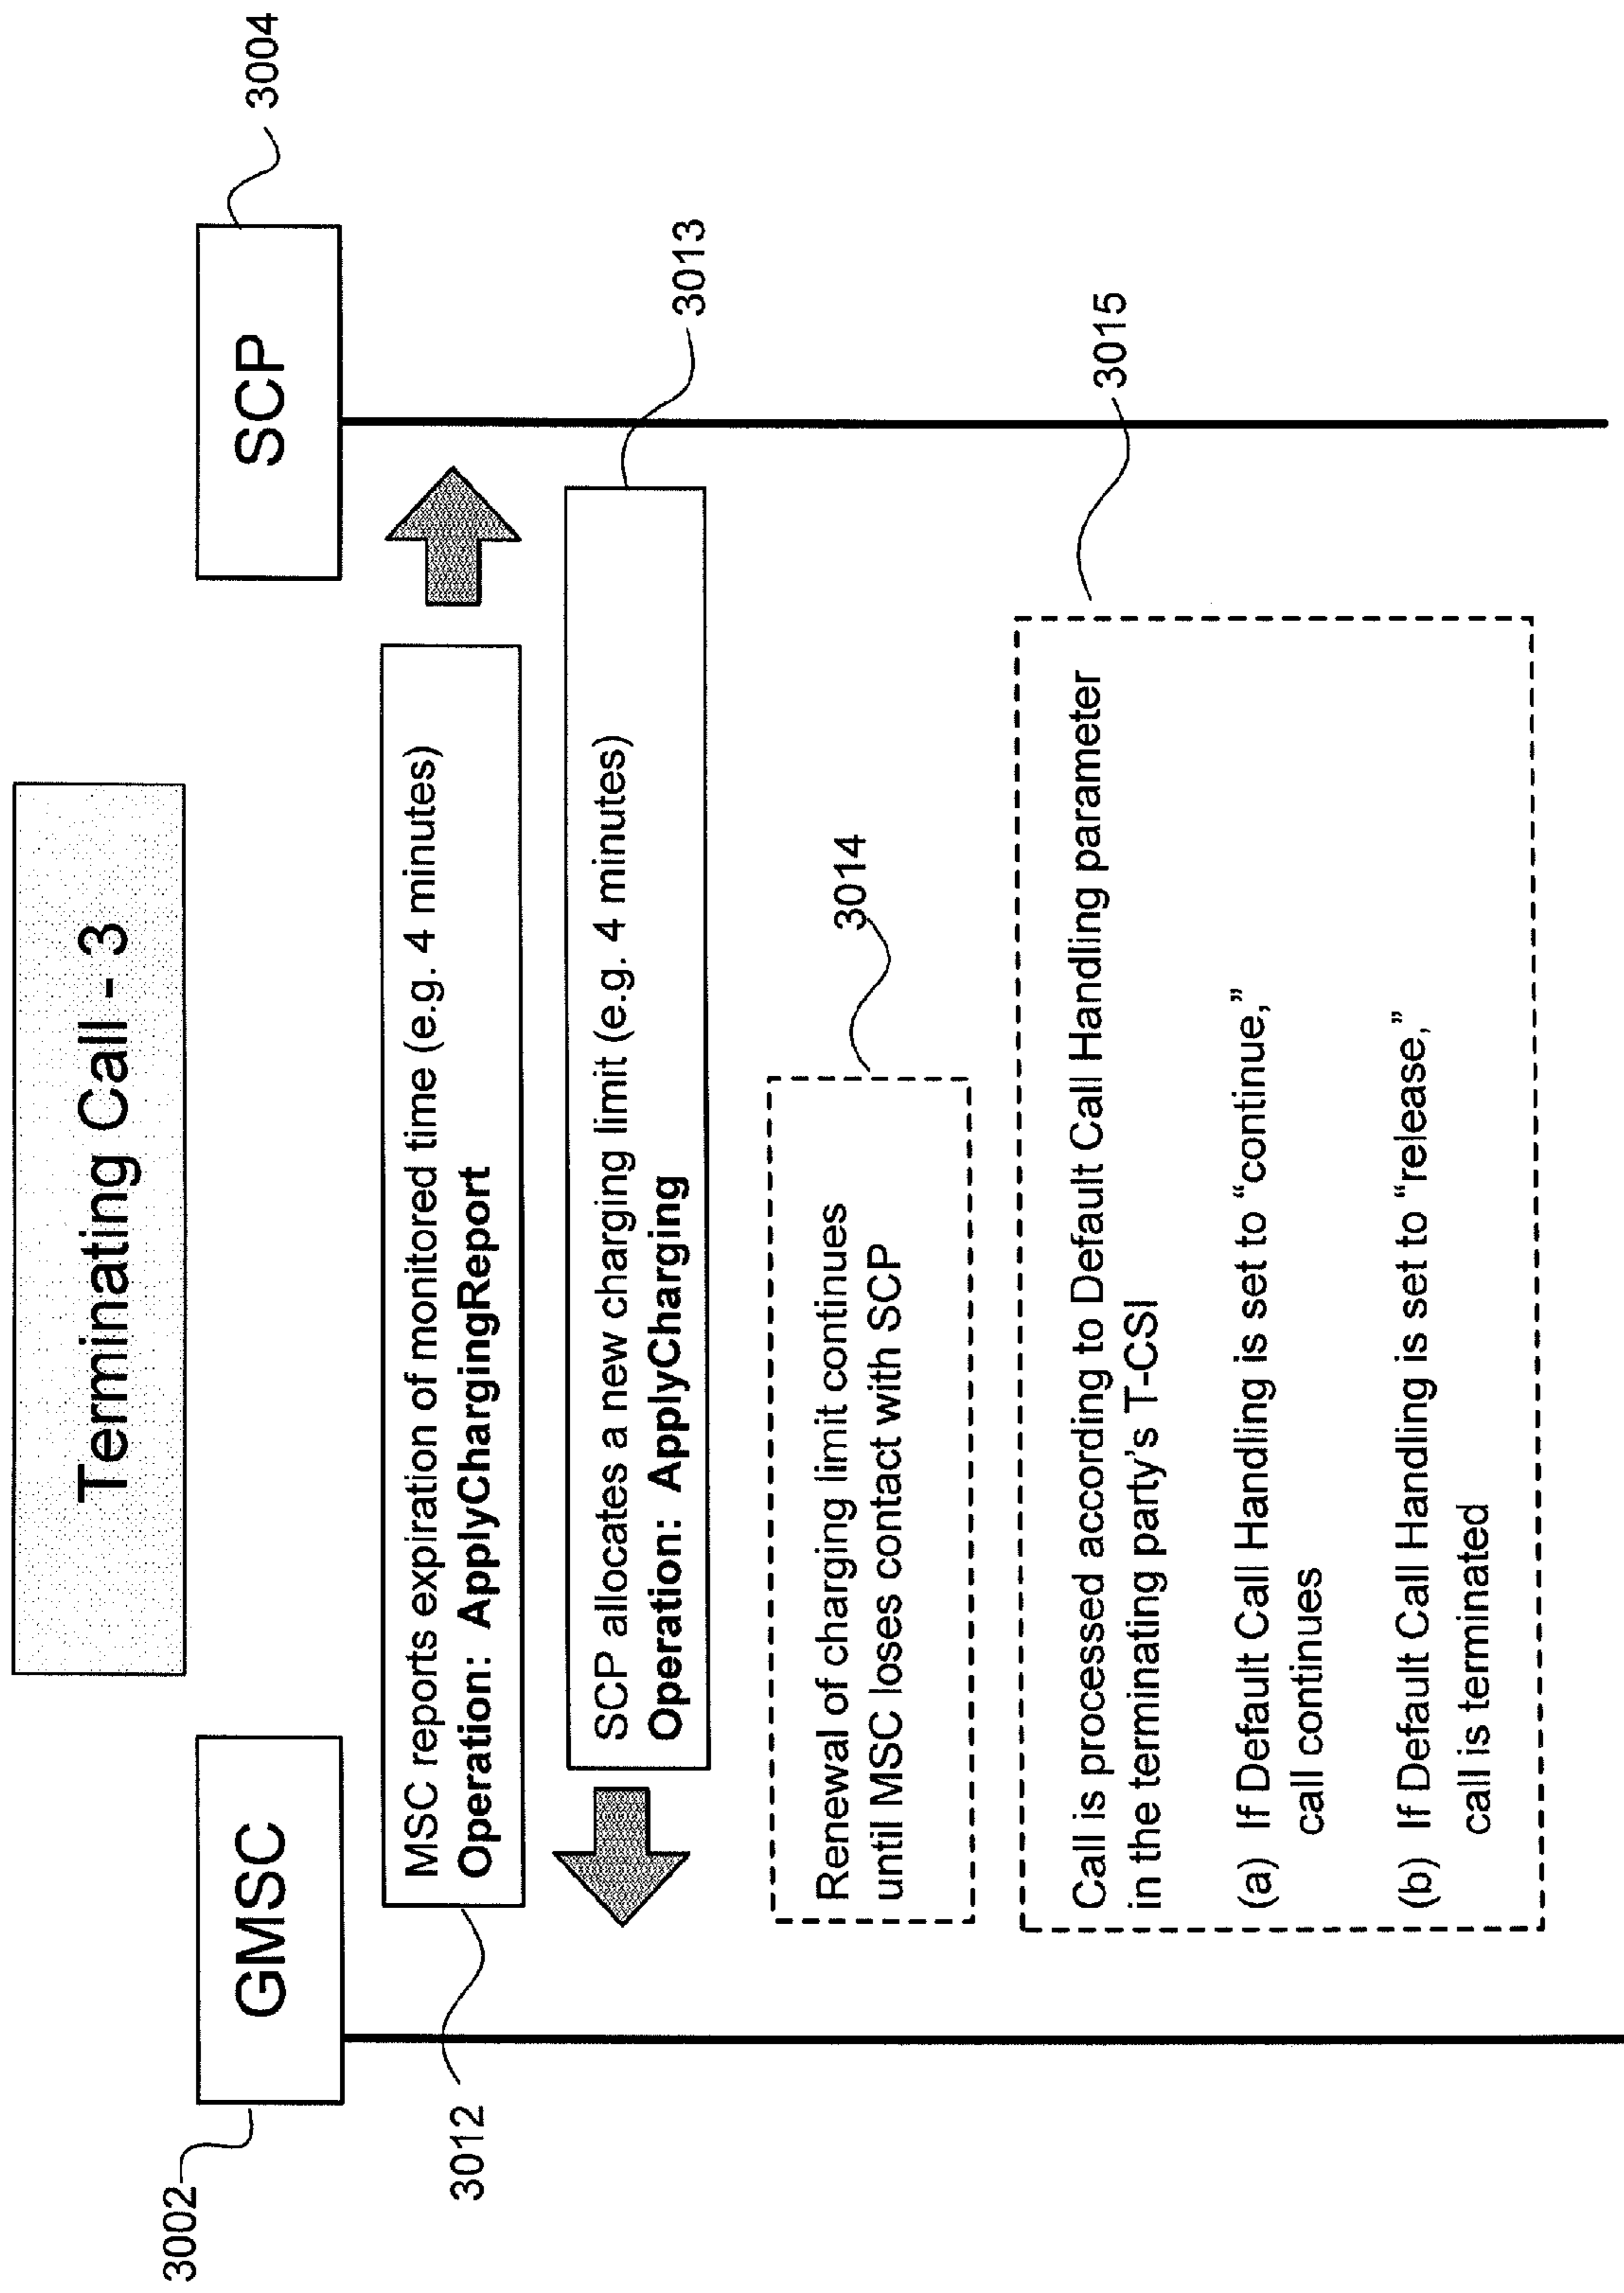 Terminating Call - 3
3002
GMSC
SCP
3004
MSC reports expiration of monitored time (e.g. 4 minutes)
Operation: ApplyChargingReport
3012
SCP allocates a new charging limit (e.g. 4 minutes)
Operation: ApplyCharging
3013
Renewal of charging limit continues
until MSC loses contact with SCP
3014
Call is processed according to Default Call Handling parameter
in the terminating party's T-CSI
(a) If Default Call Handling is set to “continue,”
call continues
(b) If Default Call Handling is set to “release,”
call is terminated
3015